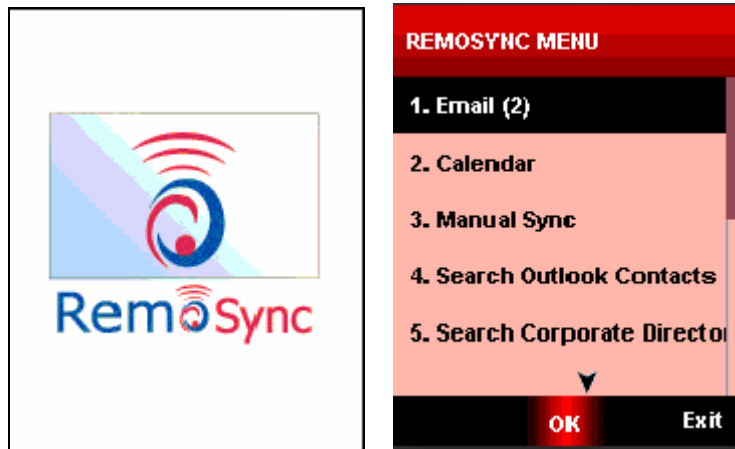 RemoSync
REMOSYNC MENU
1. Email (2)
2. Calendar
3. Manual Sync
4. Search Outlook Contacts
5. Search Corporate Director
OK Exit